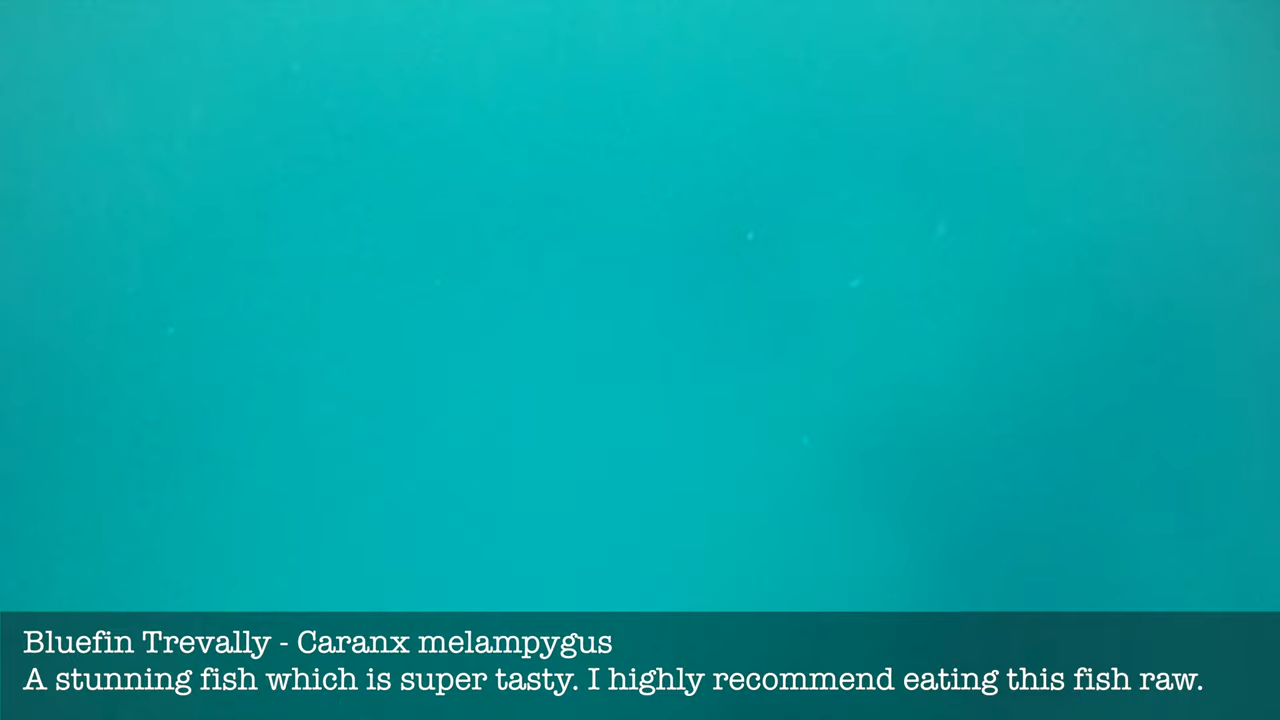 Bluefin Trevally - Caranx melampygus
A stunning fish which is super tasty. I highly recommend eating this fish raw.